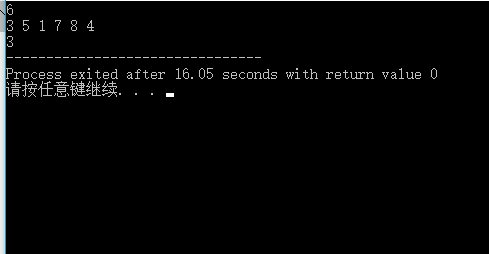 6
3 5 1 7 8 4
3
--------------------------------
Process exited after 16.05 seconds with return value 0
请按任意键继续. . .